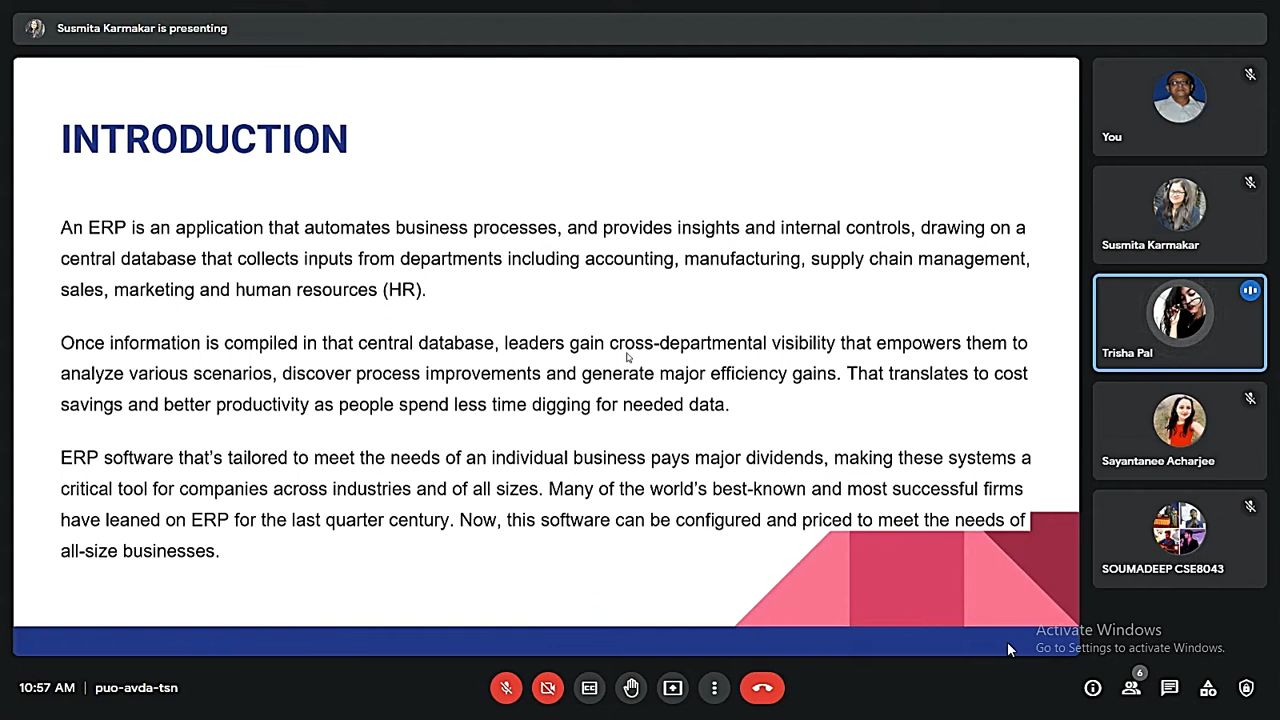 Susmita Karmakar is presenting
INTRODUCTION
An ERP is an application that automates business processes, and provides insights and internal controls, drawing on a
central database that collects inputs from departments including accounting, manufacturing, supply chain management,
sales, marketing and human resources (HR).
Once information is compiled in that central database, leaders gain cross-departmental visibility that empowers them to
analyze various scenarios, discover process improvements and generate major efficiency gains. That translates to cost
savings and better productivity as people spend less time digging for needed data.
ERP software that’s tailored to meet the needs of an individual business pays major dividends, making these systems a
critical tool for companies across industries and of all sizes. Many of the world’s best-known and most successful firms
have leaned on ERP for the last quarter century. Now, this software can be configured and priced to meet the needs of
all-size businesses.
You
Susmita Karmakar
Trisha Pal
Sayantanee Acharjee
SOUMADEEP CSE8043
Activate Windows
Go to Settings to activate Windows.
10:57 AM | puo-avda-tsn
CC
6